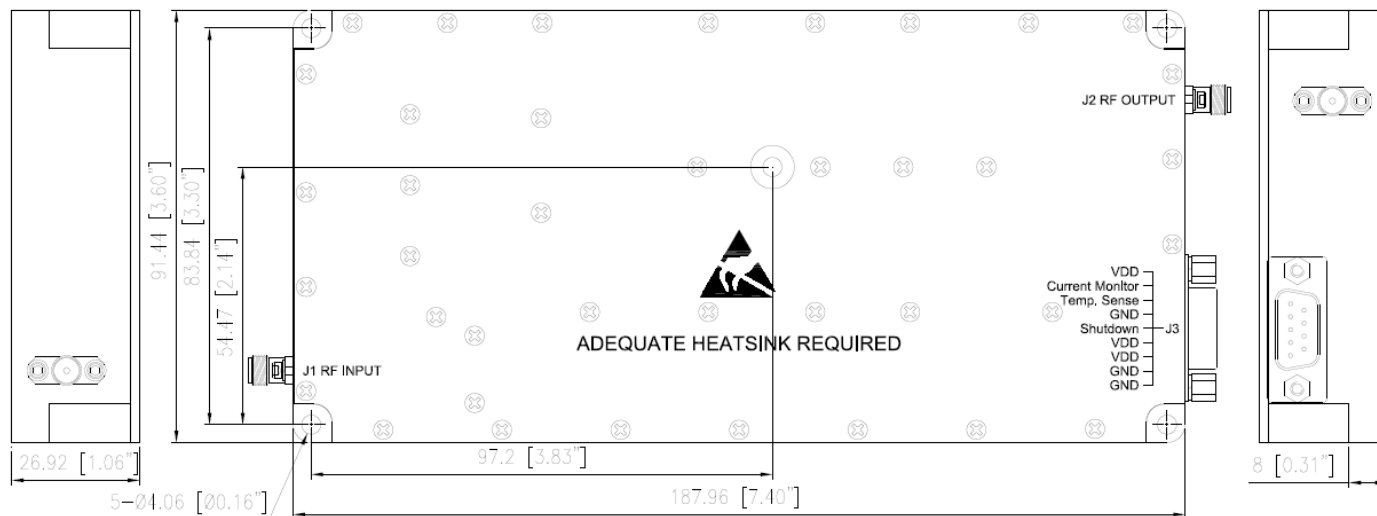 J2 RF OUTPUT
91.44 [3.60"]
83.84 [3.30"]
54.47 [2.14"]
VDD
Current Monitor
Temp. Sense
GND
Shutdown
J3
VDD
VDD
GND
GND
ADEQUATE HEATSINK REQUIRED
J1 RF INPUT
26.92 [1.06"]
97.2 [3.83"]
8 [0.31"]
5-Ø4.06 [Ø0.16"]
187.96 [7.40"]